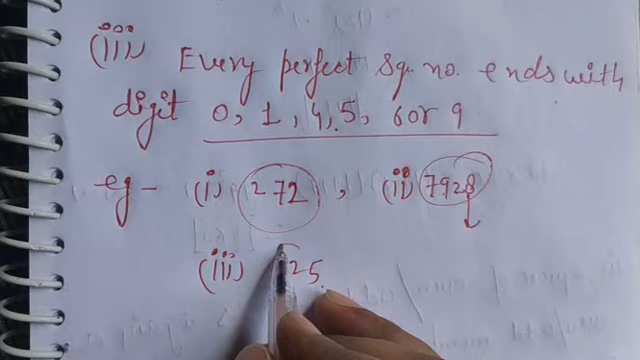 (iii) Every perfect sq. no. ends with
digit 0, 1, 4, 5, 6 or 9
eg - (i) 272, (ii) 7928
(iii) 25